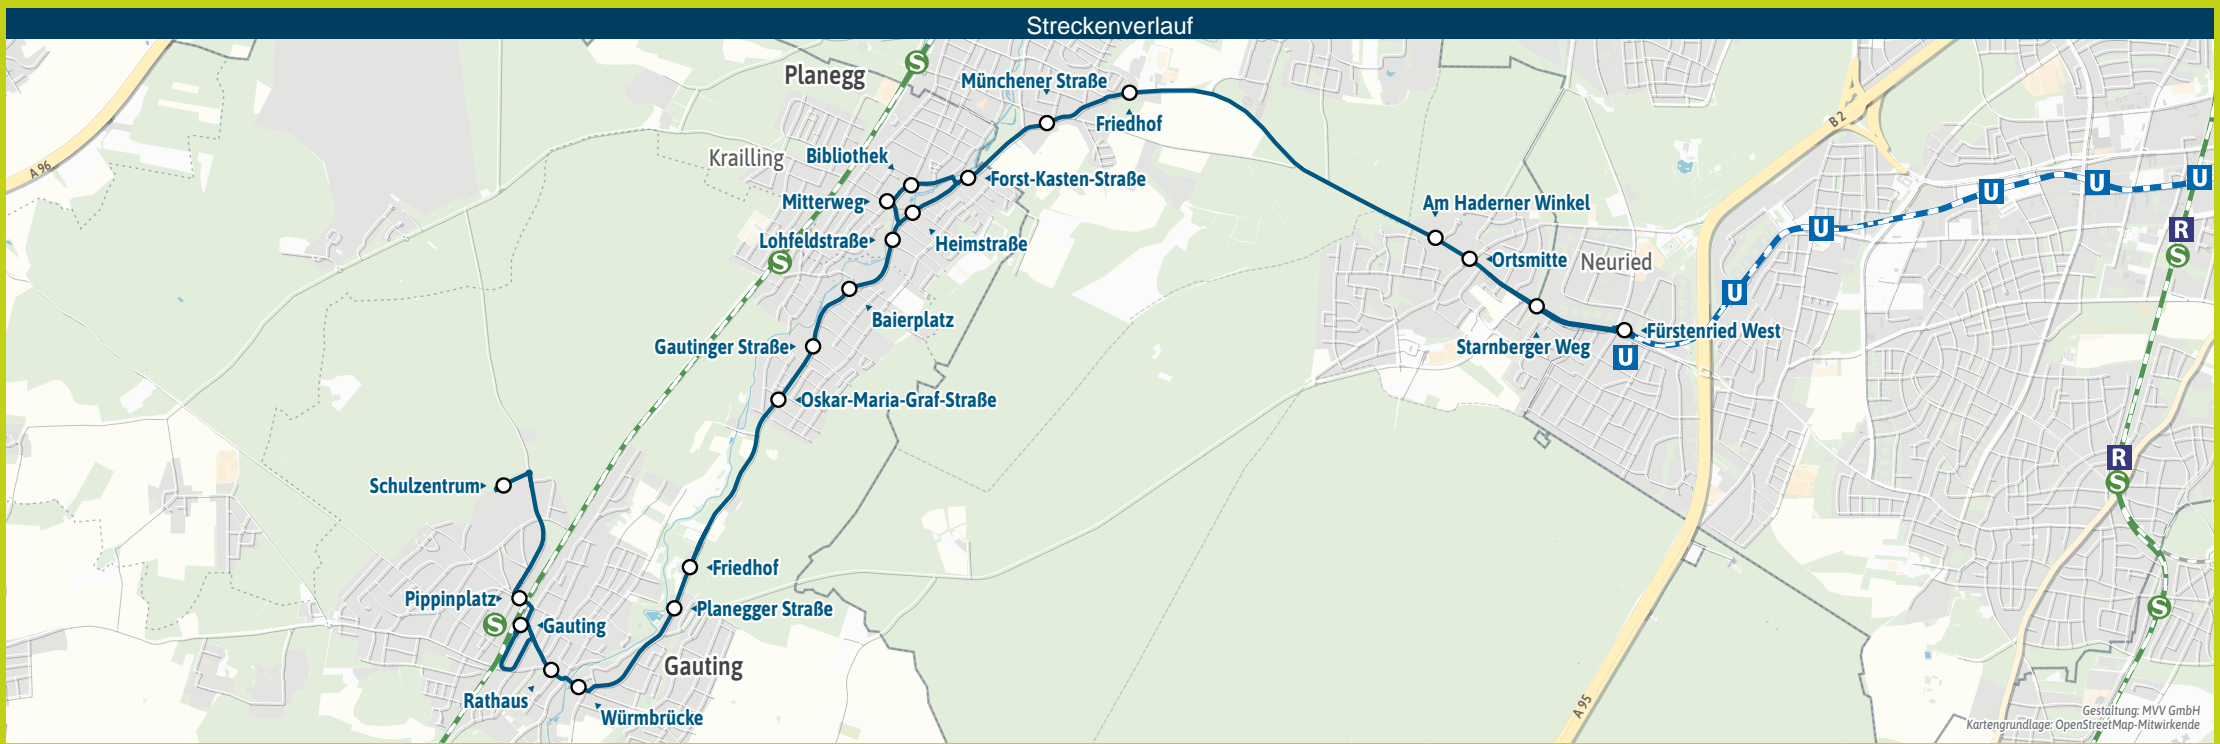 Streckenverlauf
Planegg
S
Münchener Straße
Friedhof
B 2
A 96
Krailling
Bibliothek
Forst-Kasten-Straße
Mitterweg
Lohfeldstraße
Heimstraße
S
Am Haderner Winkel
Ortsmitte
Neuried
U
U
U
U
U
R
S
Baierplatz
Gautinger Straße
Starnberger Weg
Fürstenried West
U
Oskar-Maria-Graf-Straße
R
S
Schulzentrum
Friedhof
Pippinplatz
Planegger Straße
S
Gauting
S
Gauting
Rathaus
Würmbrücke
A 95
Gestaltung: MVV GmbH
Kartengrundlage: OpenStreetMap-Mitwirkende